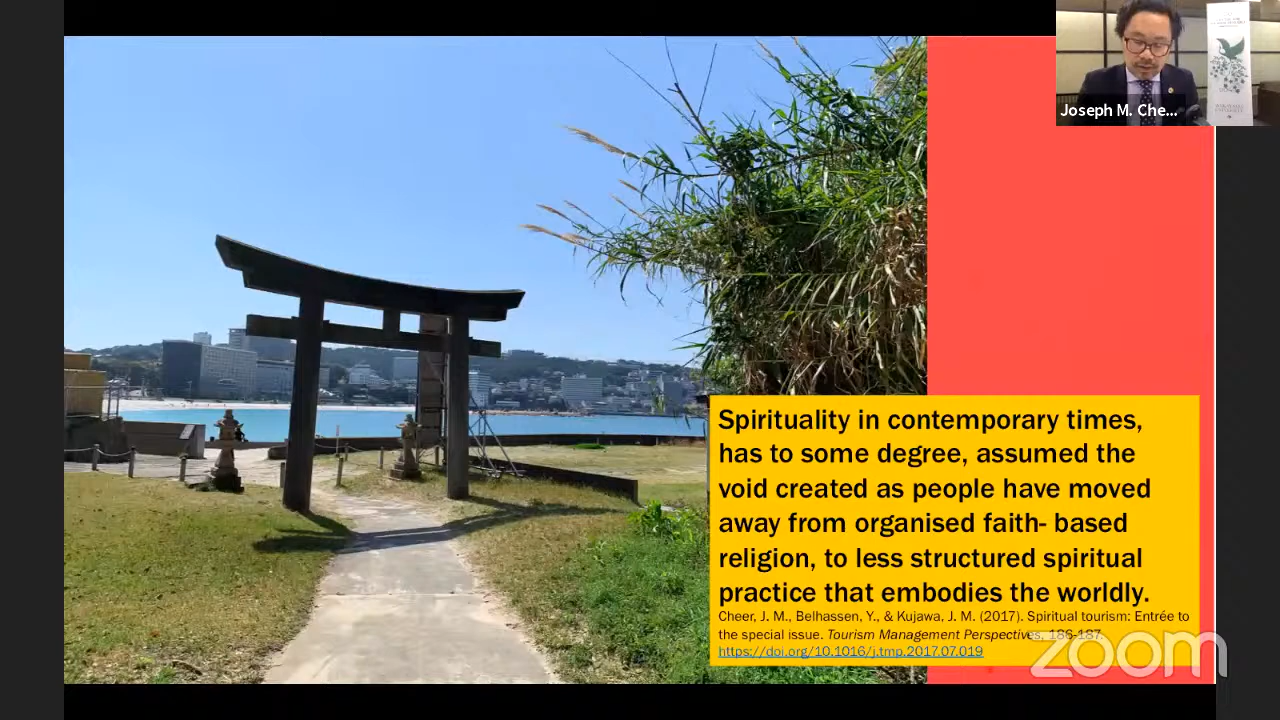 Joseph M. Che...
Spirituality in contemporary times,
has to some degree, assumed the
void created as people have moved
away from organised faith- based
religion, to less structured spiritual
practice that embodies the worldly.
Cheer, J. M., Belhassen, Y., & Kujawa, J. M. (2017). Spiritual tourism: Entrée to
the special issue. Tourism Management Perspectives, 186-187.
https://doi.org/10.1016/j.tmp.2017.07.019
zoom